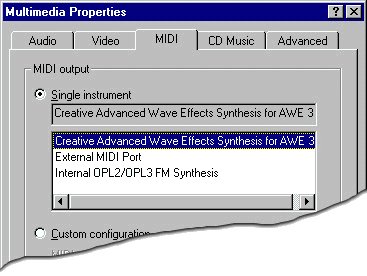 Multimedia Properties
Audio Video MIDI CD Music Advanced
MIDI output
Single instrument
Creative Advanced Wave Effects Synthesis for AWE 3
Creative Advanced Wave Effects Synthesis for AWE 3
External MIDI Port
Internal OPL2/OPL3 FM Synthesis
Custom configuration